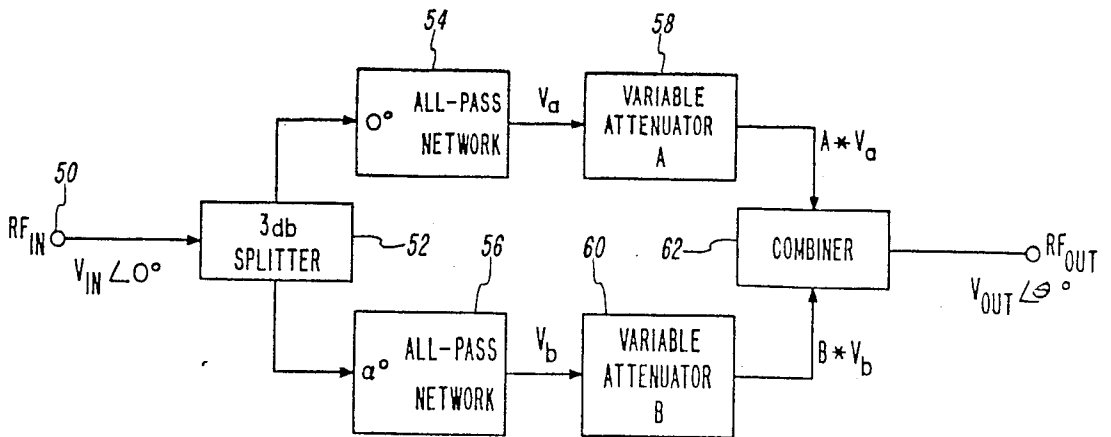 54
58
0°
ALL-PASS
NETWORK
Va
VARIABLE
ATTENUATOR
A
A*Va
50
RFIN
VIN ∠0°
3db
SPLITTER
52
62
COMBINER
RFOUT
VOUT ∠θ°
56
60
α°
ALL-PASS
NETWORK
Vb
VARIABLE
ATTENUATOR
B
B*Vb